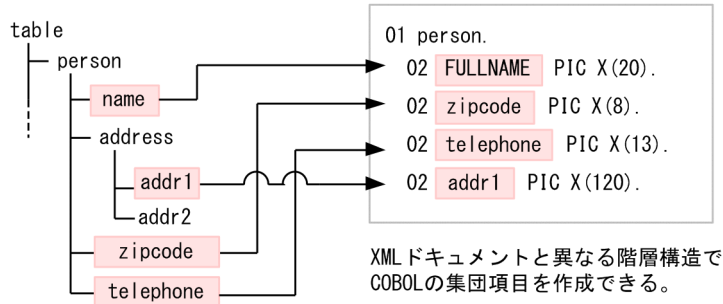 table
person
name
address
addr1
addr2
zipcode
telephone
01 person.
02 FULLNAME PIC X(20).
02 zipcode PIC X(8).
02 telephone PIC X(13).
02 addr1 PIC X(120).
XMLドキュメントと異なる階層構造で
COBOLの集団項目を作成できる。